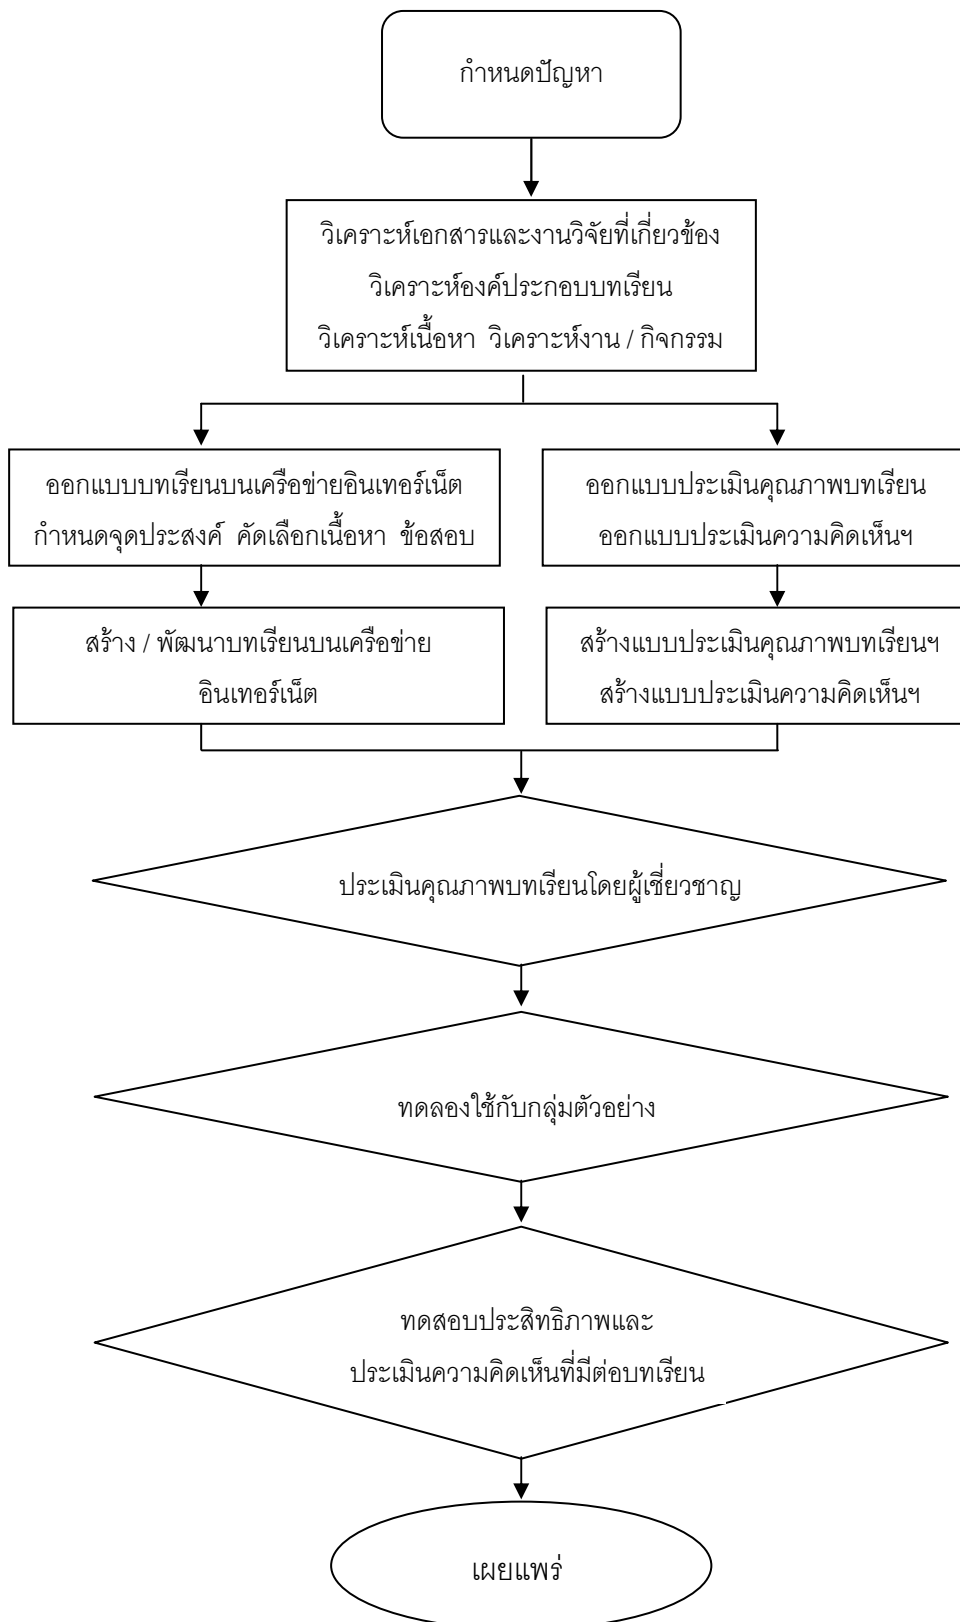 กำหนดปัญหา
วิเคราะห์เอกสารและงานวิจัยที่เกี่ยวข้อง
วิเคราะห์องค์ประกอบบทเรียน
วิเคราะห์เนื้อหา วิเคราะห์งาน / กิจกรรม
ออกแบบบทเรียนบนเครือข่ายอินเทอร์เน็ต
กำหนดจุดประสงค์ คัดเลือกเนื้อหา ข้อสอบ
ออกแบบประเมินคุณภาพบทเรียน
ออกแบบประเมินความคิดเห็นฯ
สร้าง / พัฒนาบทเรียนบนเครือข่าย
อินเทอร์เน็ต
สร้างแบบประเมินคุณภาพบทเรียนฯ
สร้างแบบประเมินความคิดเห็นฯ
ประเมินคุณภาพบทเรียนโดยผู้เชี่ยวชาญ
ทดลองใช้กับกลุ่มตัวอย่าง
ทดสอบประสิทธิภาพและ
ประเมินความคิดเห็นที่มีต่อบทเรียน
เผยแพร่